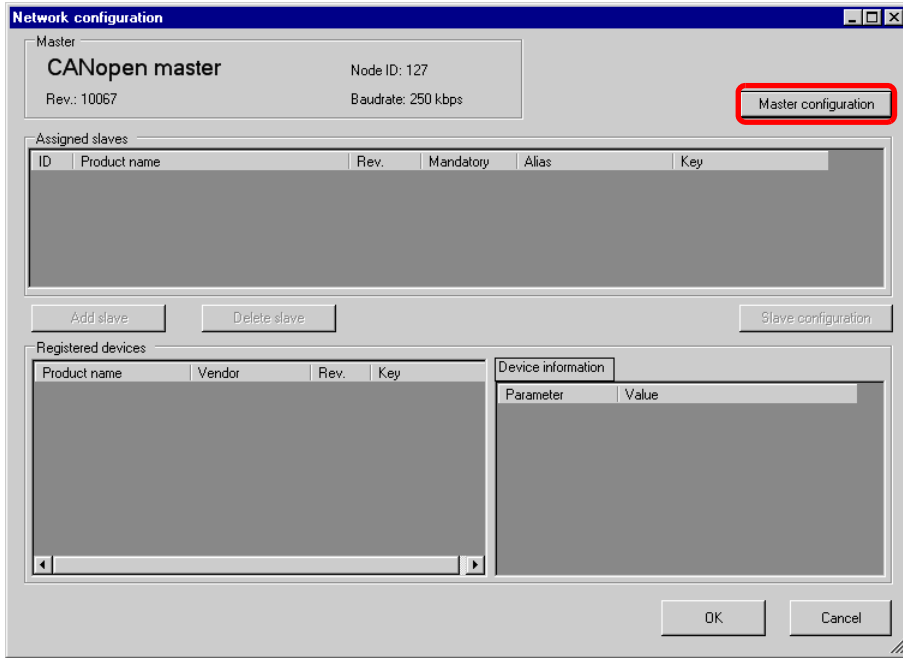 Network configuration
Master
CANopen master
Node ID: 127
Rev.: 10067
Baudrate: 250 kbps
Master configuration
Assigned slaves
ID Product name Rev. Mandatory Alias Key
Add slave Delete slave Slave configuration
Registered devices
Product name Vendor Rev. Key
Device information
Parameter Value
OK Cancel